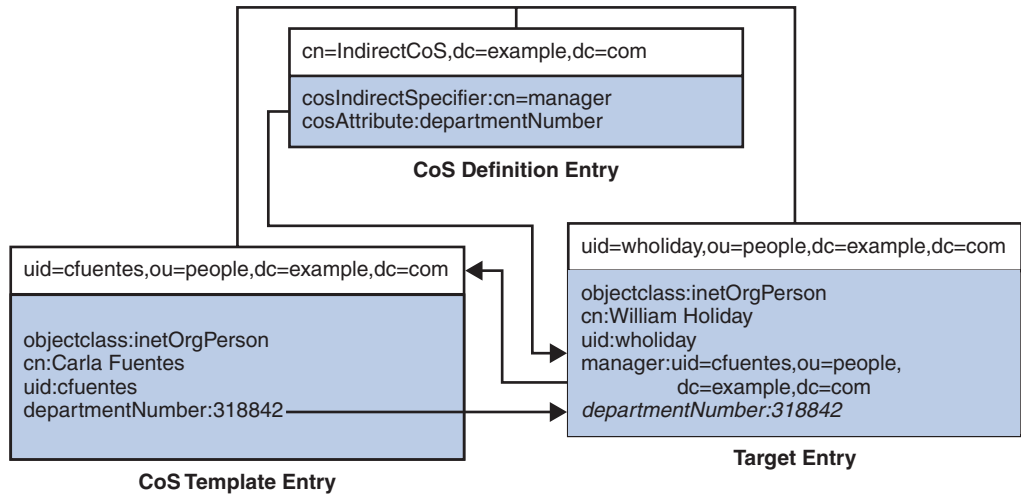 cn=IndirectCoS,dc=example,dc=com
cosIndirectSpecifier:cn=manager
cosAttribute:departmentNumber
CoS Definition Entry
uid=cfuentes,ou=people,dc=example,dc=com
objectclass:inetOrgPerson
cn:Carla Fuentes
uid:cfuentes
departmentNumber:318842
CoS Template Entry
uid=wholiday,ou=people,dc=example,dc=com
objectclass:inetOrgPerson
cn:William Holiday
uid:wholiday
manager:uid=cfuentes,ou=people,
dc=example,dc=com
departmentNumber:318842
Target Entry